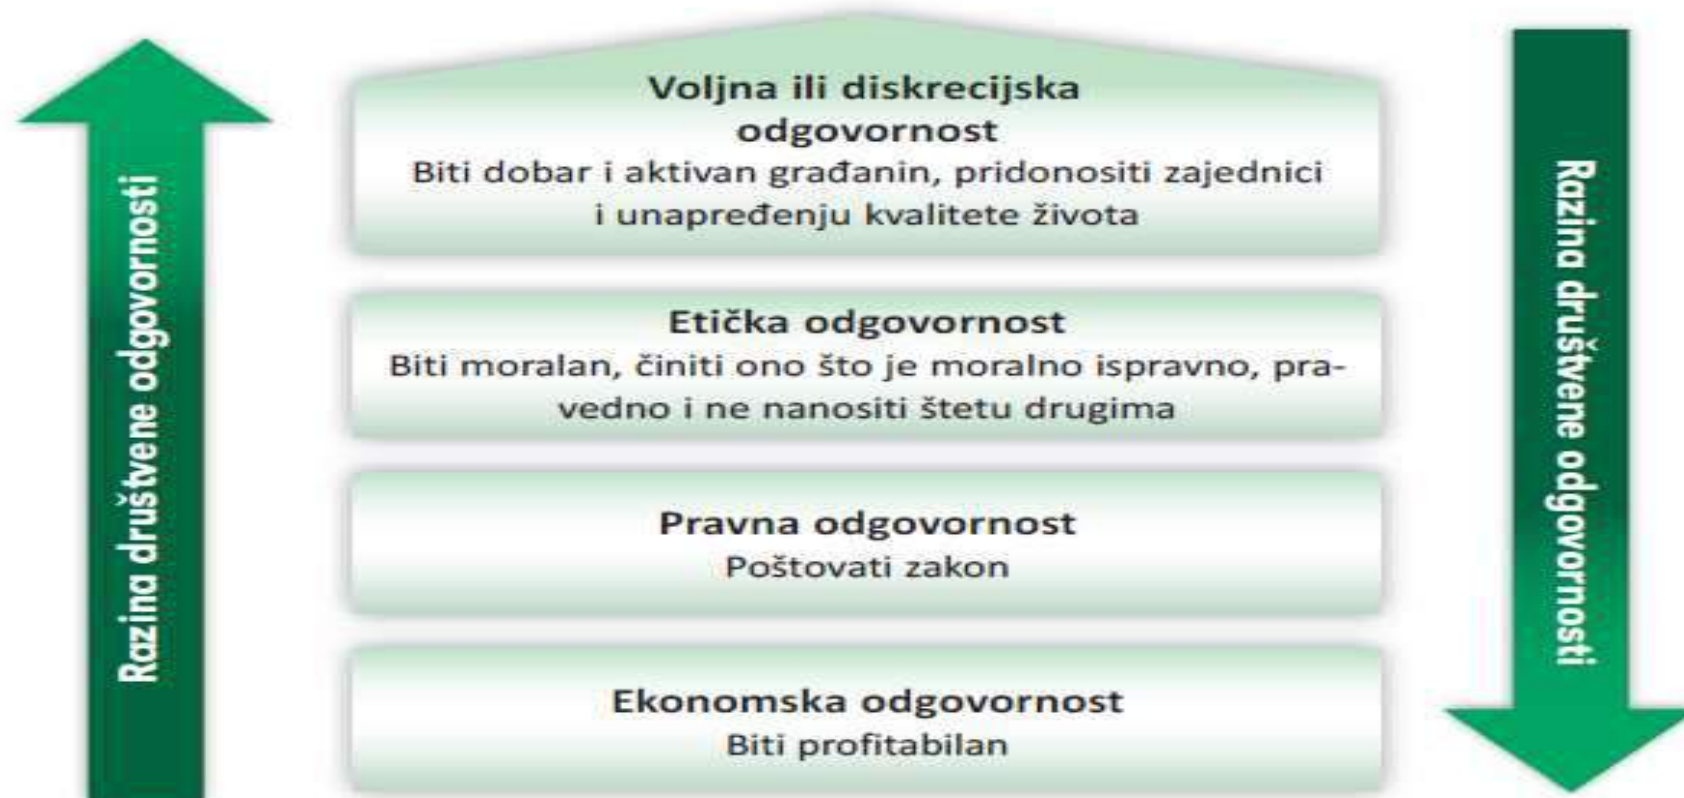 Razina društvene odgovornosti
Voljna ili diskrecijska
odgovornost
Biti dobar i aktivan građanin, pridonositi zajednici
i unapređenju kvalitete života
Etička odgovornost
Biti moralan, činiti ono što je moralno ispravno, pra-
vedno i ne nanositi štetu drugima
Pravna odgovornost
Poštovati zakon
Ekonomska odgovornost
Biti profitabilan
Razina društvene odgovornosti